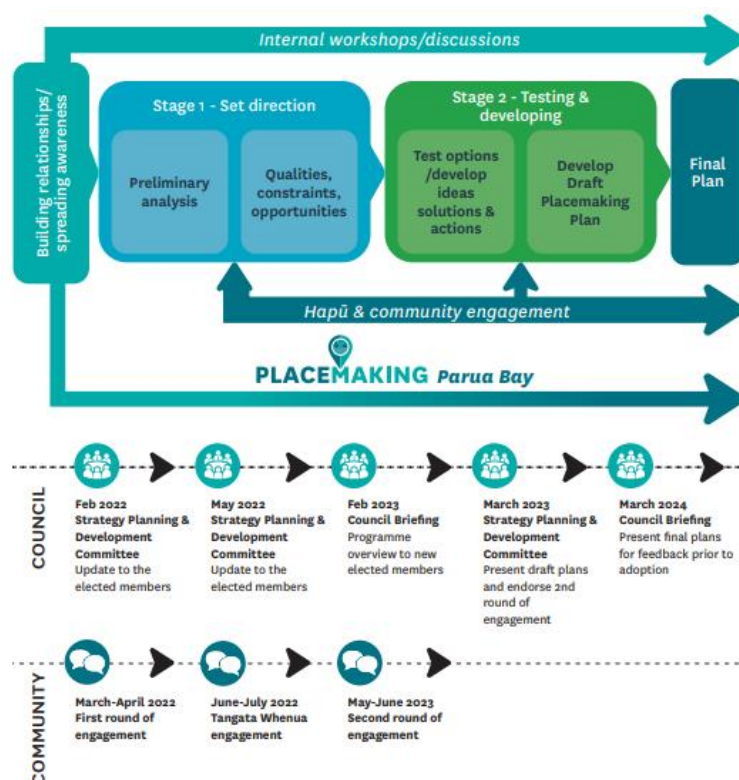 Internal workshops/discussions
Building relationships/
spreading awareness
Stage 1 - Set direction
Preliminary
analysis
Qualities,
constraints,
opportunities
Stage 2 - Testing &
developing
Test options
/develop
ideas
solutions &
actions
Develop
Draft
Placemaking
Plan
Final
Plan
Hapū & community engagement
PLACEMAKING Parua Bay
COUNCIL
Feb 2022
Strategy Planning &
Development
Committee
Update to the
elected members
May 2022
Strategy Planning &
Development
Committee
Update to the
elected members
Feb 2023
Council Briefing
Programme
overview to new
elected members
March 2023
Strategy Planning &
Development
Committee
Present draft plans
and endorse 2nd
round of
engagement
March 2024
Council Briefing
Present final plans
for feedback prior to
adoption
COMMUNITY
March-April 2022
First round of
engagement
June-July 2022
Tangata Whenua
engagement
May-June 2023
Second round of
engagement